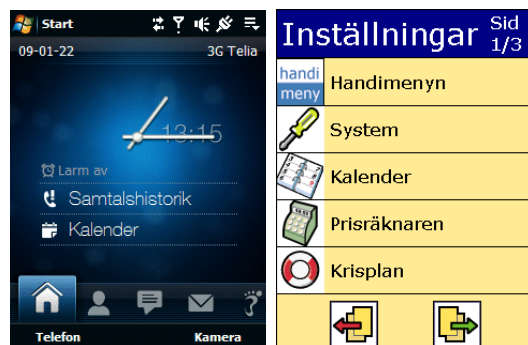 Start
09-01-22
3G Telia
13:15
Larm av
Samtalshistorik
Kalender
Telefon
Kamera
Inställningar
Sid
1/3
handi
meny
Handimenyn
System
Kalender
Prisräknaren
Krisplan